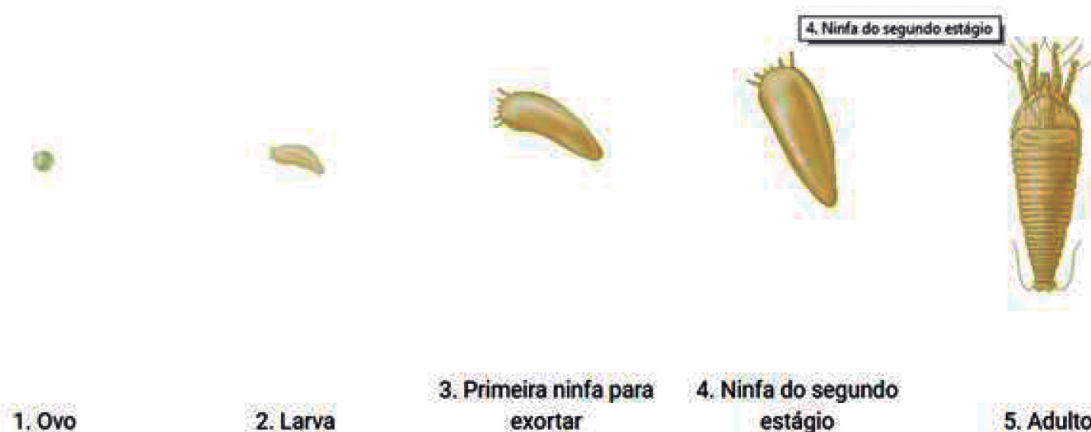 4. Ninfa do segundo estágio
3. Primeira ninfa para
exortar
4. Ninfa do segundo
estágio
1. Ovo
2. Larva
5. Adulto